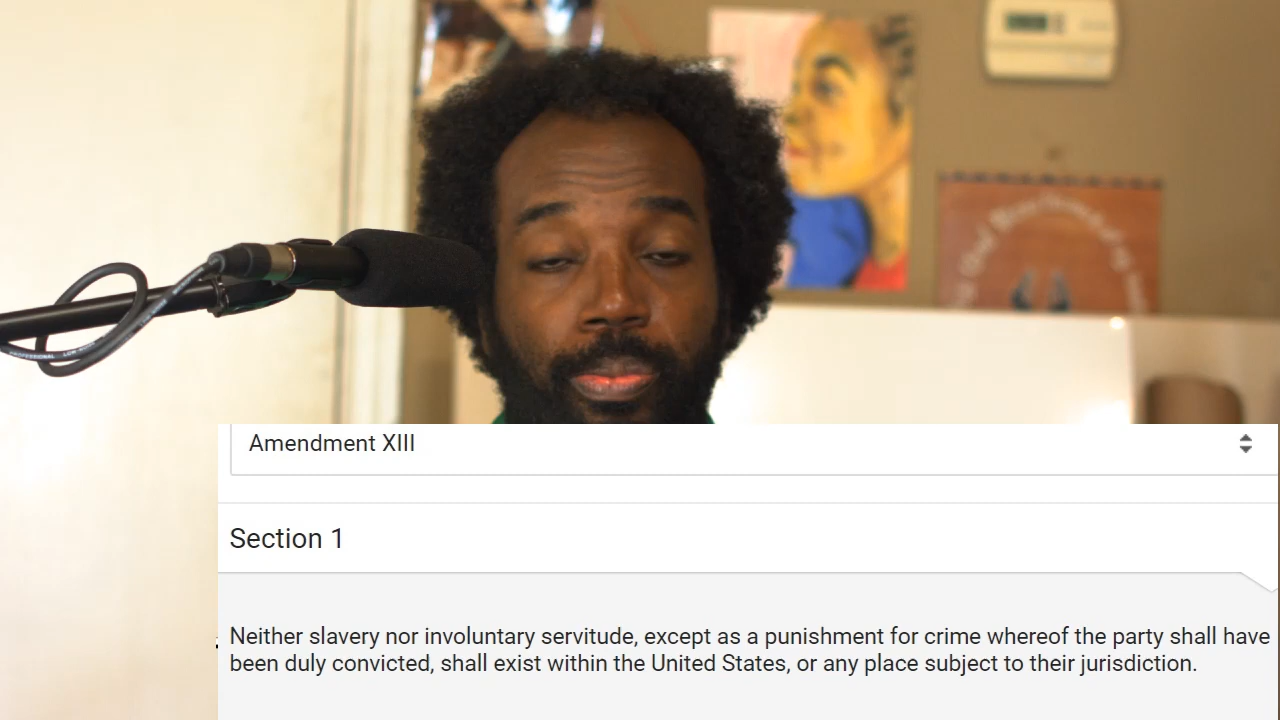 Amendment XIII
Section 1
Neither slavery nor involuntary servitude, except as a punishment for crime whereof the party shall have
been duly convicted, shall exist within the United States, or any place subject to their jurisdiction.